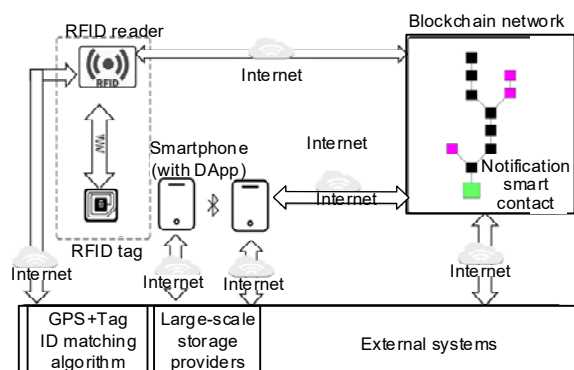 RFID reader
Blockchain network
RFID
Internet
Internet
Smartphone
(with DApp)
Internet
Notification
smart
contact
RFID tag
Internet
Internet
Internet
Internet
GPS+Tag
ID matching
algorithm
Large-scale
storage
providers
External systems